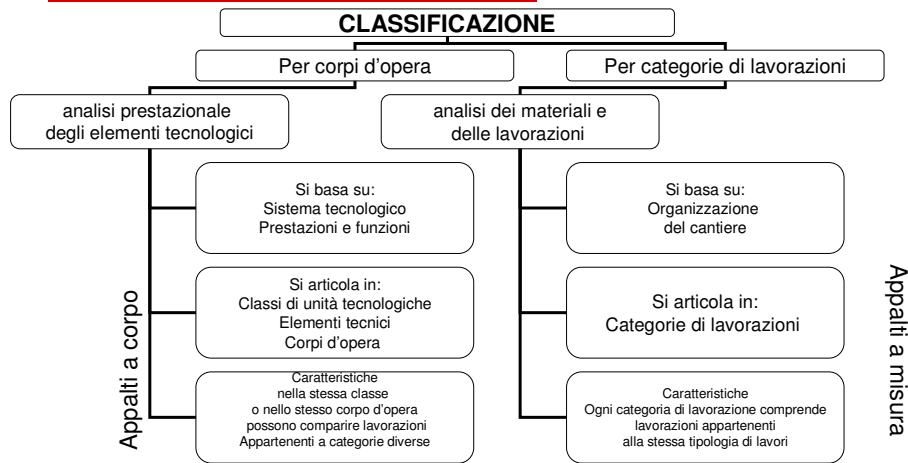 CLASSIFICAZIONE
Per corpi d'opera
Per categorie di lavorazioni
analisi prestazionale
degli elementi tecnologici
analisi dei materiali e
delle lavorazioni
Si basa su:
Sistema tecnologico
Prestazioni e funzioni
Si basa su:
Organizzazione
del cantiere
Si articola in:
Classi di unità tecnologiche
Elementi tecnici
Corpi d'opera
Si articola in:
Categorie di lavorazioni
Caratteristiche
nella stessa classe
o nello stesso corpo d'opera
possono comparire lavorazioni
Appartenenti a categorie diverse
Caratteristiche
Ogni categoria di lavorazione comprende
lavorazioni appartenenti
alla stessa tipologia di lavori
Appalti a corpo
Appalti a misura